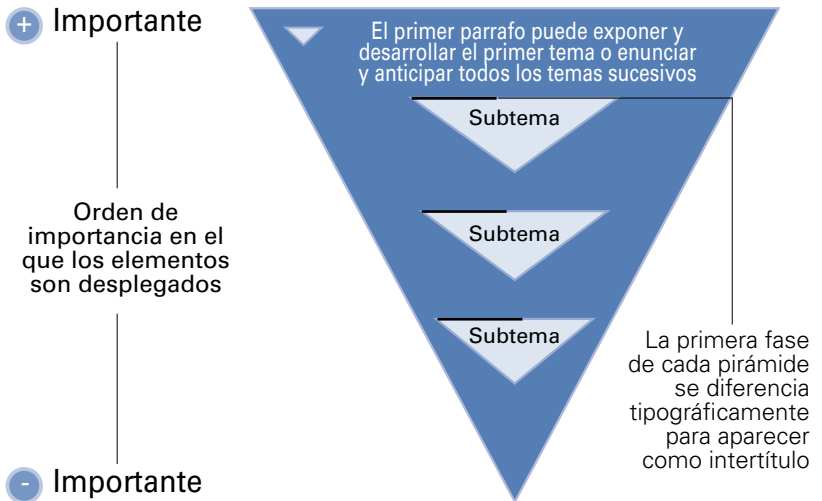 + Importante
El primer parrafo puede exponer y
desarrollar el primer tema o enunciar
y anticipar todos los temas sucesivos
Subtema
Orden de
importancia en el
que los elementos
son desplegados
Subtema
Subtema
La primera fase
de cada pirámide
se diferencia
tipográficamente
para aparecer
como intertítulo
- Importante